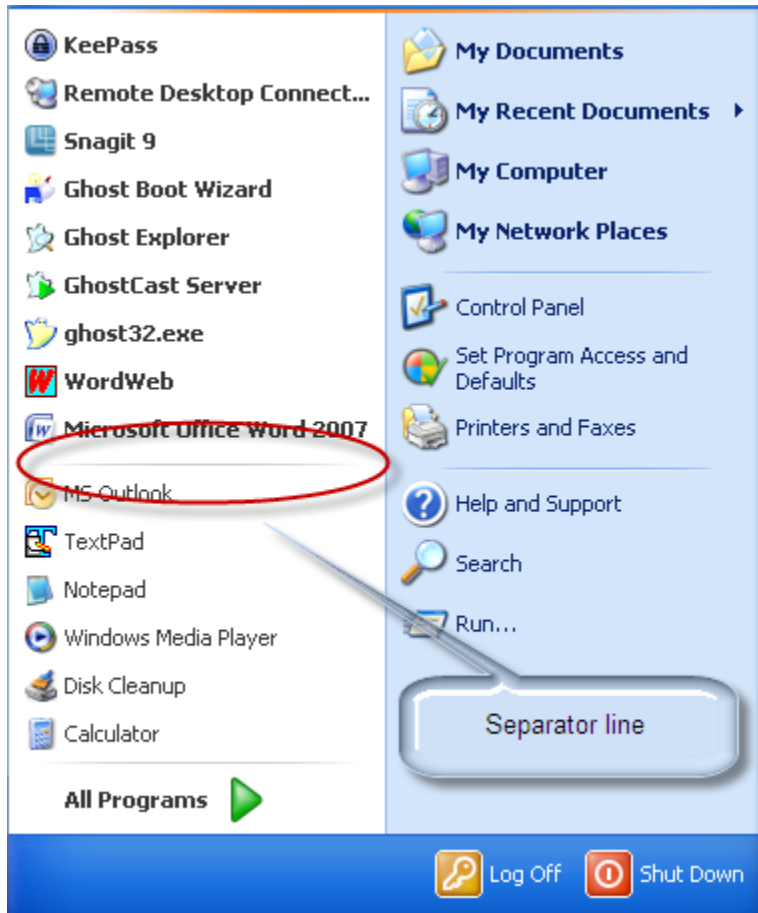 KeePass
Remote Desktop Connect...
Snagit 9
Ghost Boot Wizard
Ghost Explorer
GhostCast Server
ghost32.exe
WordWeb
Microsoft Office Word 2007
MS Outlook
TextPad
Notepad
Windows Media Player
Disk Cleanup
Calculator
All Programs
My Documents
My Recent Documents
My Computer
My Network Places
Control Panel
Set Program Access and
Defaults
Printers and Faxes
Help and Support
Search
Run...
Separator line
Log Off
Shut Down